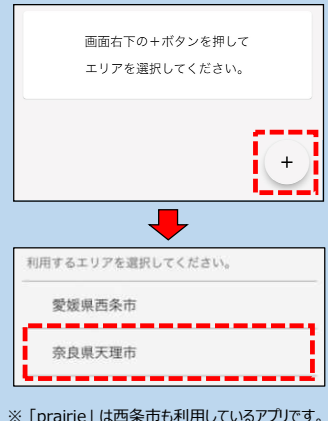 画面右下の＋ボタンを押して
エリアを選択してください。
+
利用するエリアを選択してください。
愛媛県西条市
奈良県天理市
※「prairie」は西条市も利用しているアプリです。